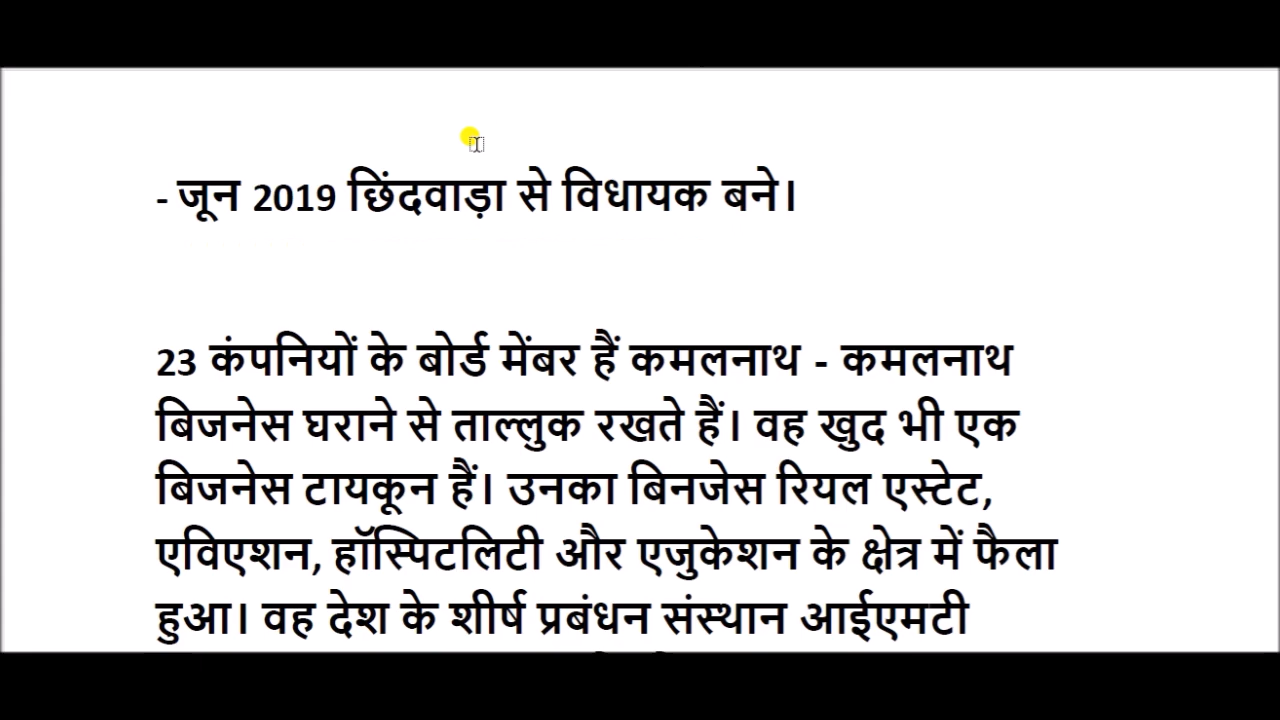 - जून 2019 छिंदवाड़ा से विधायक बने।
23 कंपनियों के बोर्ड मेंबर हैं कमलनाथ - कमलनाथ
बिजनेस घराने से ताल्लुक रखते हैं। वह खुद भी एक
बिजनेस टायकून हैं। उनका बिनजेस रियल एस्टेट,
एविएशन, हॉस्पिटलिटी और एजुकेशन के क्षेत्र में फैला
हुआ। वह देश के शीर्ष प्रबंधन संस्थान आईएमटी